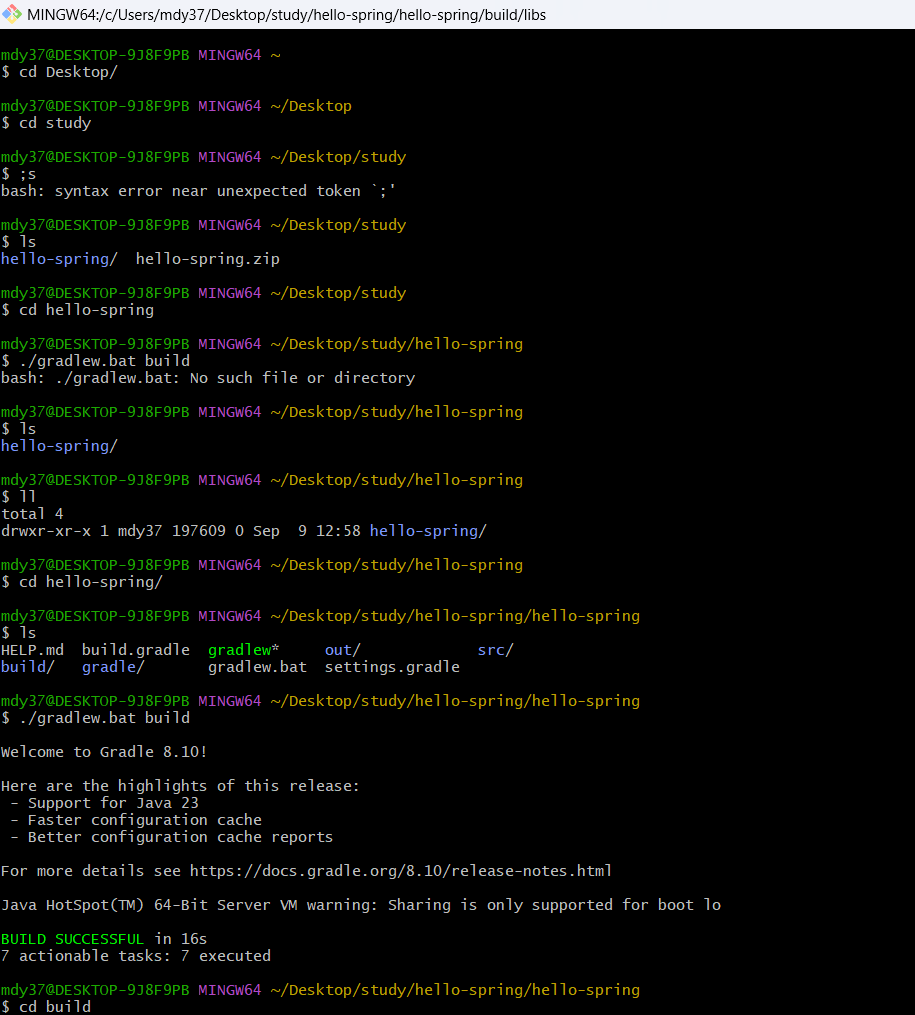 MINGW64:/c/Users/mdy37/Desktop/study/hello-spring/hello-spring/build/libs
mdy37@DESKTOP-9J8F9PB MINGW64 ~
$ cd Desktop/
mdy37@DESKTOP-9J8F9PB MINGW64 ~/Desktop
$ cd study
mdy37@DESKTOP-9J8F9PB MINGW64 ~/Desktop/study
$ ;s
bash: syntax error near unexpected token `;'
mdy37@DESKTOP-9J8F9PB MINGW64 ~/Desktop/study
$ ls
hello-spring/  hello-spring.zip
mdy37@DESKTOP-9J8F9PB MINGW64 ~/Desktop/study
$ cd hello-spring
mdy37@DESKTOP-9J8F9PB MINGW64 ~/Desktop/study/hello-spring
$ ./gradlew.bat build
bash: ./gradlew.bat: No such file or directory
mdy37@DESKTOP-9J8F9PB MINGW64 ~/Desktop/study/hello-spring
$ ls
hello-spring/
mdy37@DESKTOP-9J8F9PB MINGW64 ~/Desktop/study/hello-spring
$ ll
total 4
drwxr-xr-x 1 mdy37 197609 0 Sep  9 12:58 hello-spring/
mdy37@DESKTOP-9J8F9PB MINGW64 ~/Desktop/study/hello-spring
$ cd hello-spring/
mdy37@DESKTOP-9J8F9PB MINGW64 ~/Desktop/study/hello-spring/hello-spring
$ ls
HELP.md  build.gradle  gradlew*     out/             src/
build/   gradle/       gradlew.bat  settings.gradle
mdy37@DESKTOP-9J8F9PB MINGW64 ~/Desktop/study/hello-spring/hello-spring
$ ./gradlew.bat build
Welcome to Gradle 8.10!
Here are the highlights of this release:
- Support for Java 23
- Faster configuration cache
- Better configuration cache reports
For more details see https://docs.gradle.org/8.10/release-notes.html
Java HotSpot(TM) 64-Bit Server VM warning: Sharing is only supported for boot lo
BUILD SUCCESSFUL in 16s
7 actionable tasks: 7 executed
mdy37@DESKTOP-9J8F9PB MINGW64 ~/Desktop/study/hello-spring/hello-spring
$ cd build